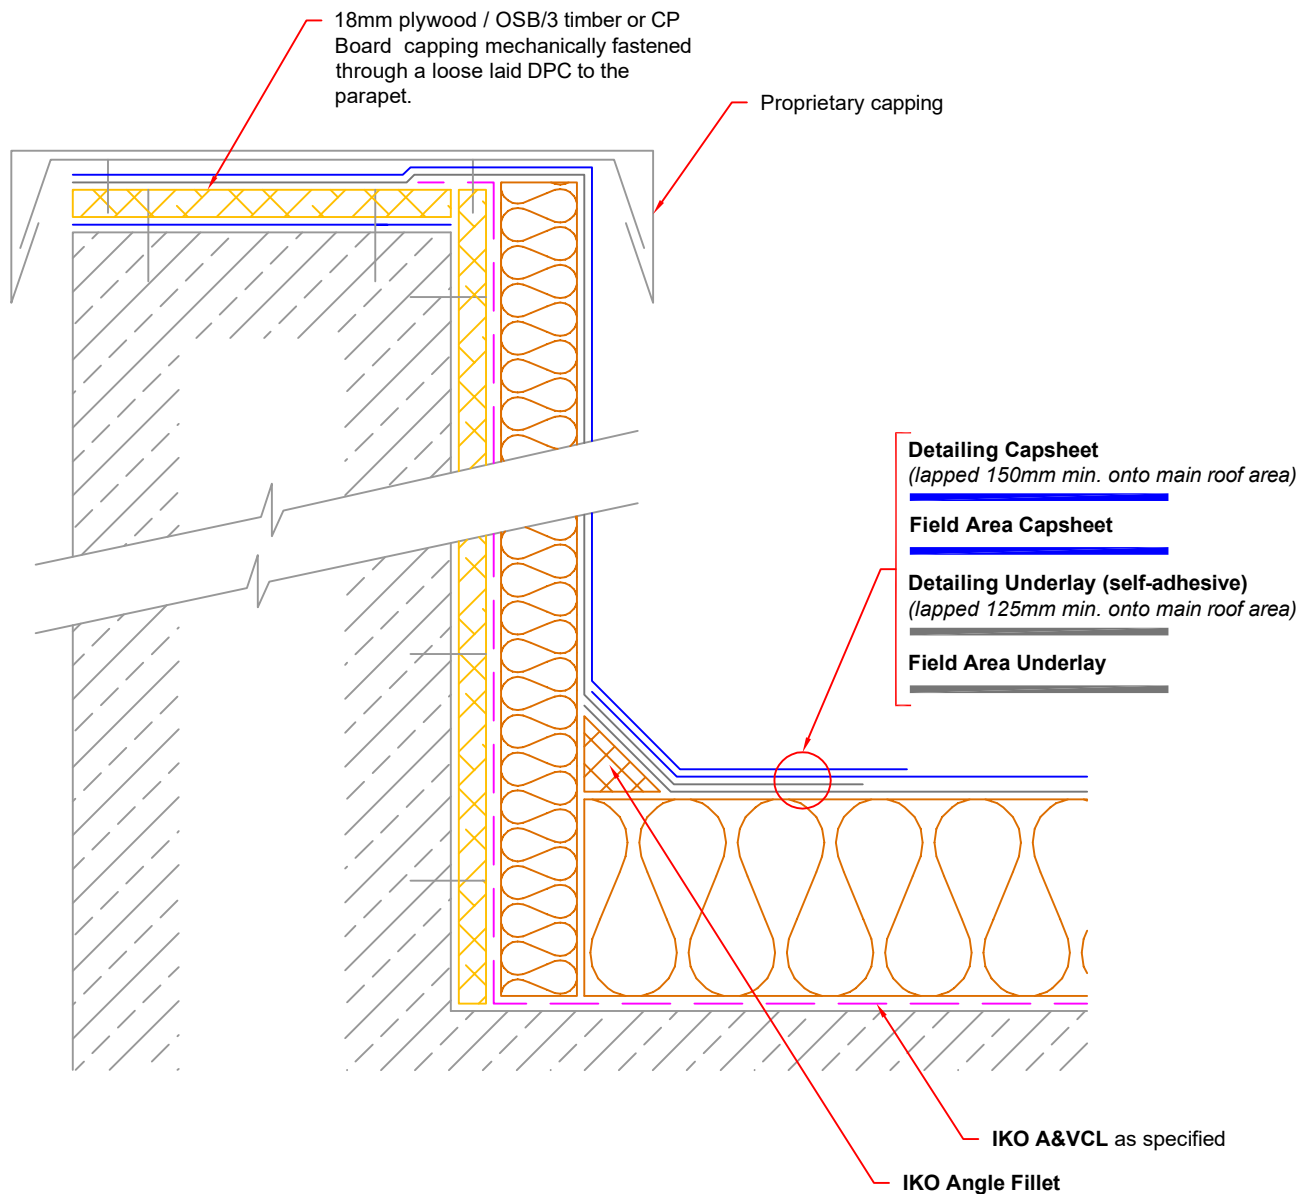 18mm plywood / OSB/3 timber or CP
Board capping mechanically fastened
through a loose laid DPC to the
parapet.
Proprietary capping
Detailing Capsheet
(lapped 150mm min. onto main roof area)
Field Area Capsheet
Detailing Underlay (self-adhesive)
(lapped 125mm min. onto main roof area)
Field Area Underlay
IKO A&VCL as specified
IKO Angle Fillet